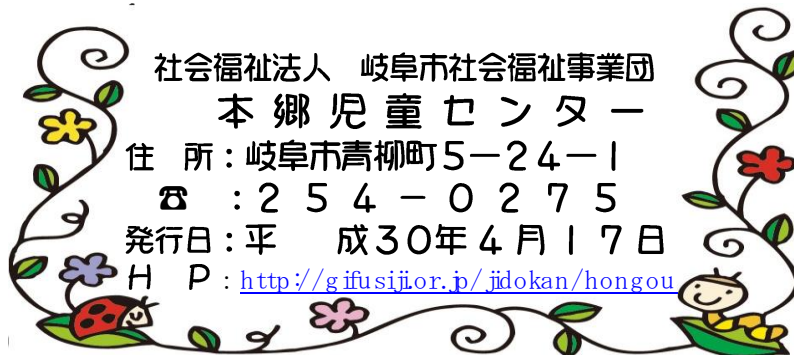 社会福祉法人　岐阜市社会福祉事業団
本郷児童センター
住　所：岐阜市青柳町5－24－1
☎　：２５４－０２７５
発行日：平　成30年４月１７日
Ｈ　Ｐ：http://gifusiji.or.jp/jidokan/hongou